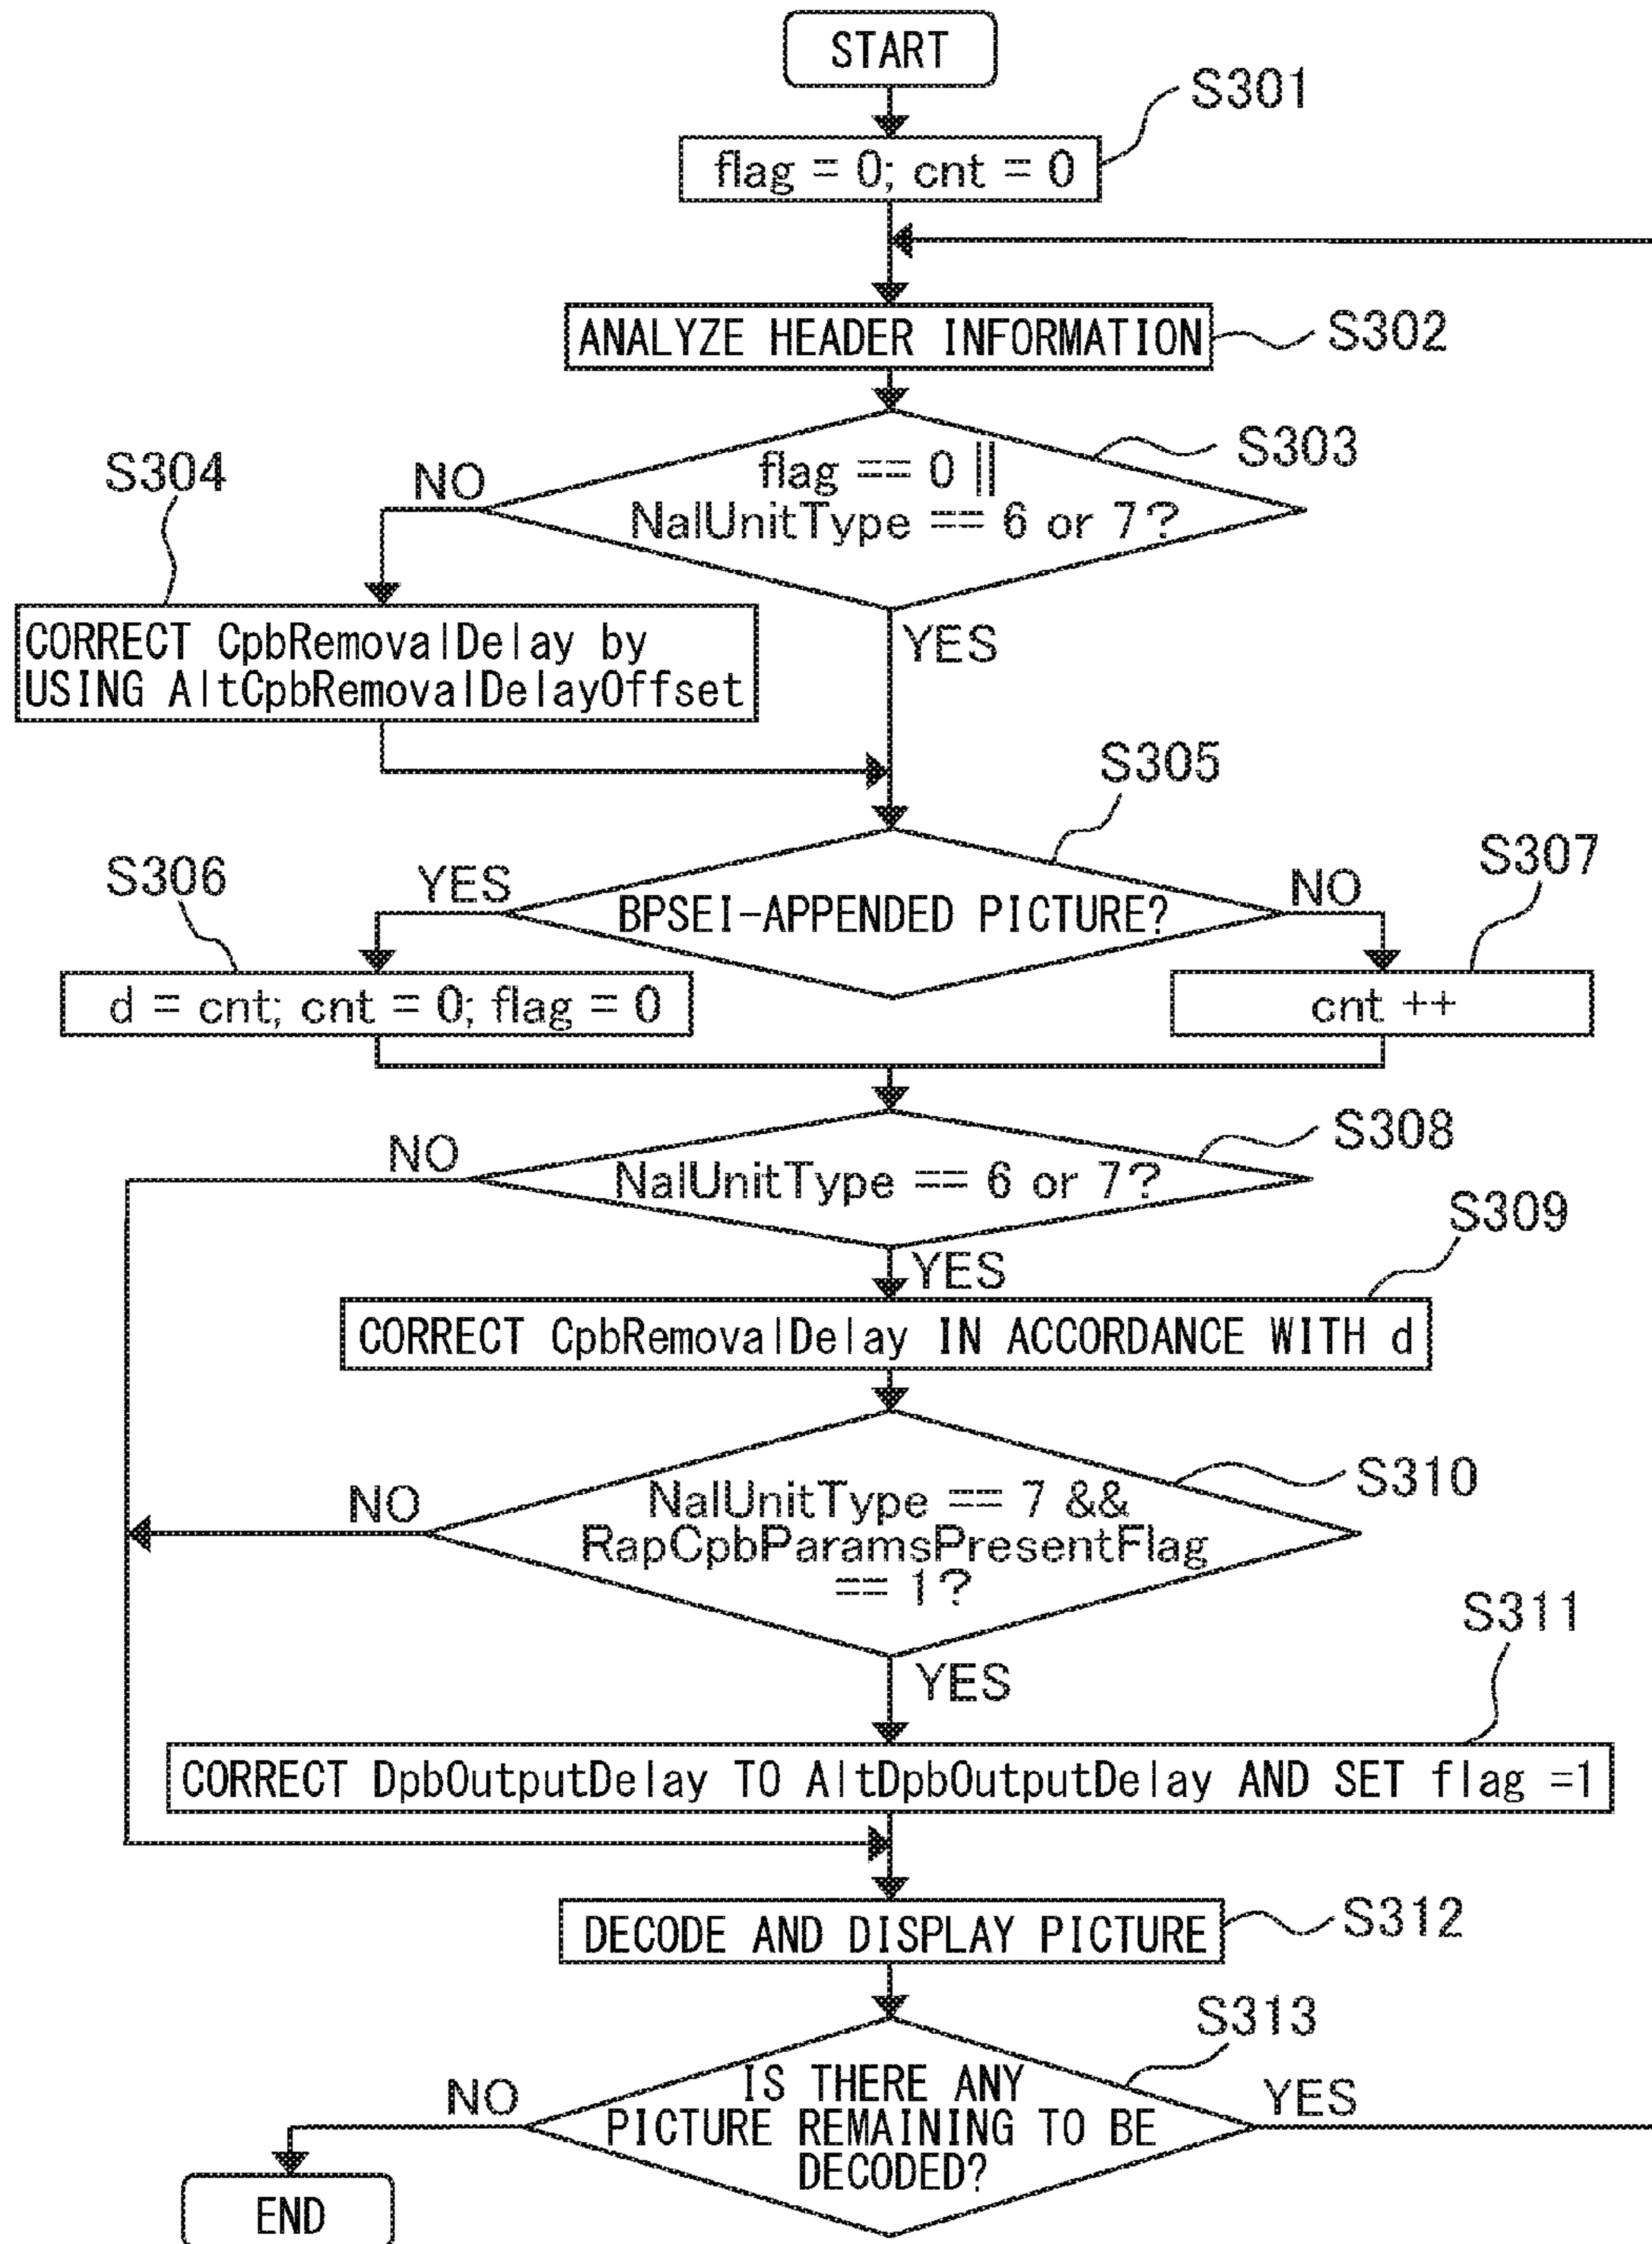 START
S301
flag = 0; cnt = 0
ANALYZE HEADER INFORMATION
S302
S303
flag == 0 ||
NalUnitType == 6 or 7?
NO
YES
S304
CORRECT CpbRemovalDelay by
USING AltCpbRemovalDelayOffset
S305
BPSEI-APPENDED PICTURE?
YES
NO
S306
d = cnt; cnt = 0; flag = 0
S307
cnt ++
S308
NalUnitType == 6 or 7?
NO
YES
S309
CORRECT CpbRemovalDelay IN ACCORDANCE WITH d
S310
NalUnitType == 7 &&
RapCpbParamsPresentFlag
== 1?
NO
YES
S311
CORRECT DpbOutputDelay TO AltDpbOutputDelay AND SET flag =1
DECODE AND DISPLAY PICTURE
S312
S313
IS THERE ANY
PICTURE REMAINING TO BE
DECODED?
NO
YES
END